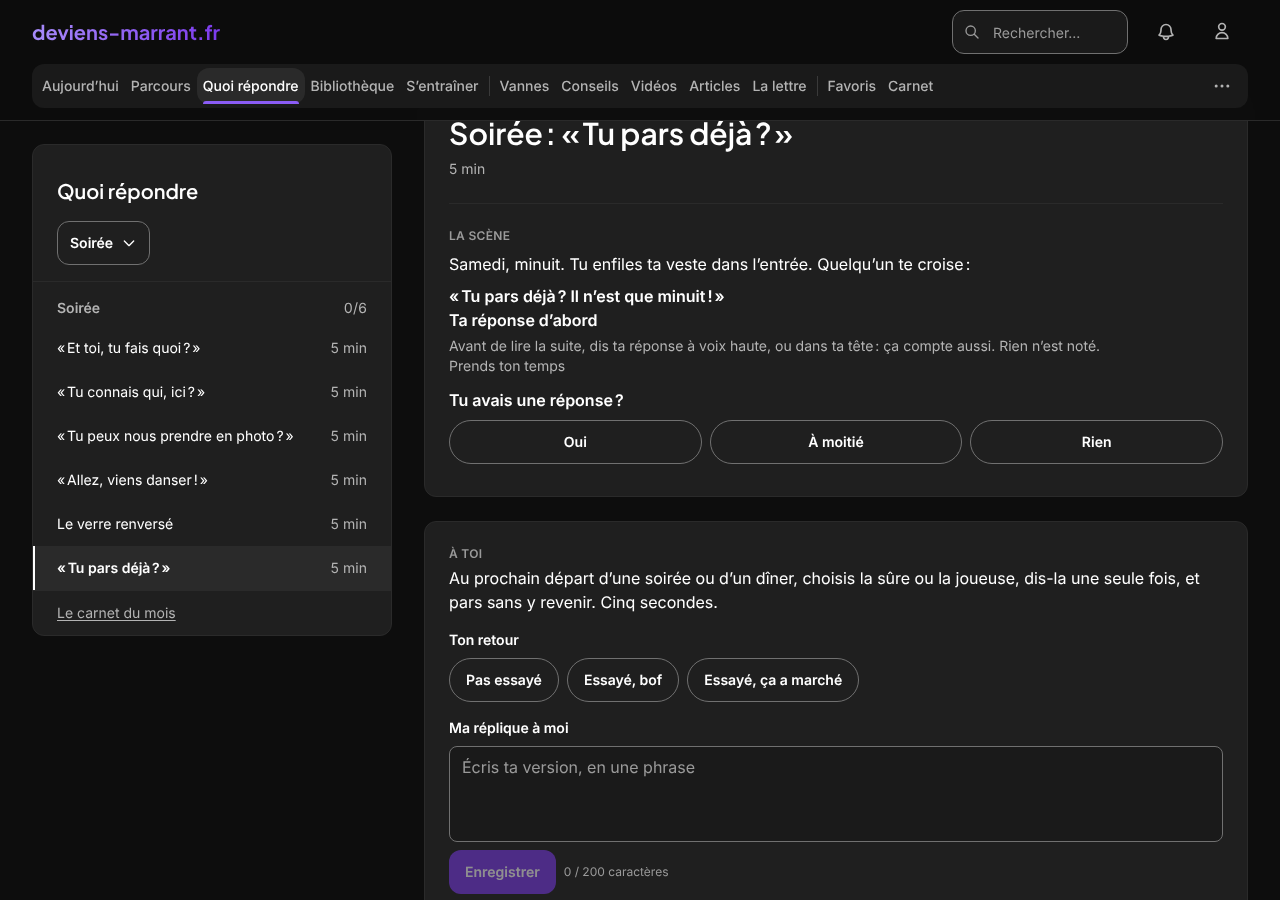 deviens-marrant.fr
Rechercher...
Aujourd’hui Parcours Quoi répondre Bibliothèque S’entraîner Vannes Conseils Vidéos Articles La lettre Favoris Carnet
Quoi répondre
Soirée
Soirée 0/6
« Et toi, tu fais quoi ? » 5 min
« Tu connais qui, ici ? » 5 min
« Tu peux nous prendre en photo ? » 5 min
« Allez, viens danser ! » 5 min
Le verre renversé 5 min
« Tu pars déjà ? » 5 min
Le carnet du mois
Soirée : « Tu pars déjà ? »
5 min
LA SCÈNE
Samedi, minuit. Tu enfiles ta veste dans l’entrée. Quelqu’un te croise :
« Tu pars déjà ? Il n’est que minuit ! »
Ta réponse d’abord
Avant de lire la suite, dis ta réponse à voix haute, ou dans ta tête : ça compte aussi. Rien n’est noté.
Prends ton temps
Tu avais une réponse ?
Oui À moitié Rien
À TOI
Au prochain départ d’une soirée ou d’un dîner, choisis la sûre ou la joueuse, dis-la une seule fois, et
pars sans y revenir. Cinq secondes.
Ton retour
Pas essayé Essayé, bof Essayé, ça a marché
Ma réplique à moi
Écris ta version, en une phrase
Enregistrer 0 / 200 caractères